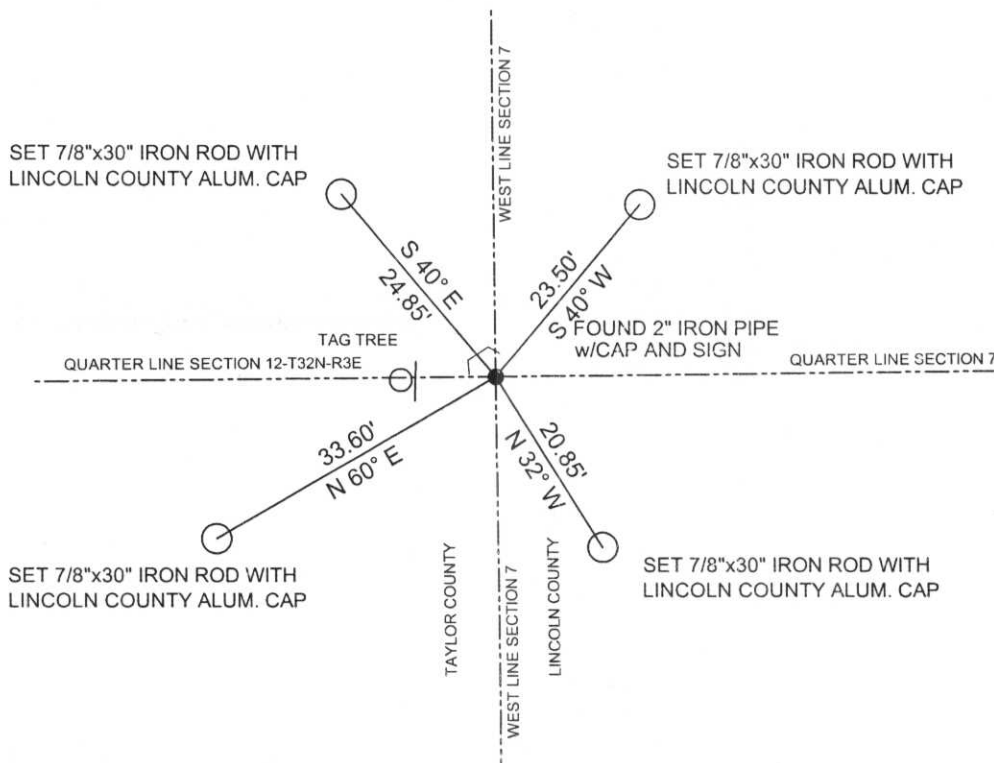 WEST LINE SECTION 7
SET 7/8"x30" IRON ROD WITH
LINCOLN COUNTY ALUM. CAP
SET 7/8"x30" IRON ROD WITH
LINCOLN COUNTY ALUM. CAP
S 40° E
24.85'
23.50'
S 40° W
TAG TREE
FOUND 2" IRON PIPE
w/CAP AND SIGN
QUARTER LINE SECTION 12-T32N-R3E
QUARTER LINE SECTION 7
33.60'
N 60° E
20.85'
N 32° W
SET 7/8"x30" IRON ROD WITH
LINCOLN COUNTY ALUM. CAP
SET 7/8"x30" IRON ROD WITH
LINCOLN COUNTY ALUM. CAP
TAYLOR COUNTY
WEST LINE SECTION 7
LINCOLN COUNTY